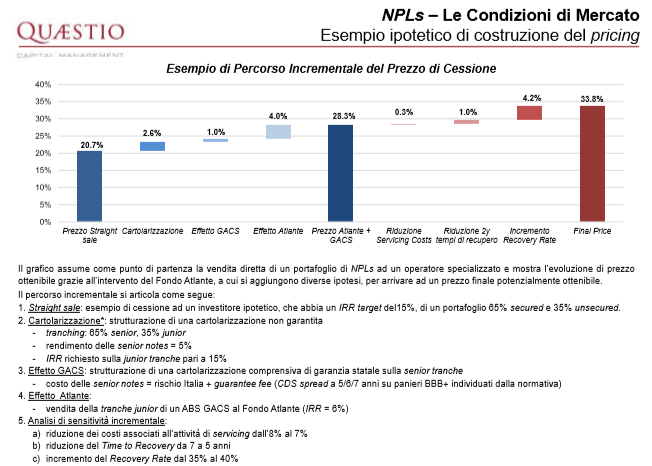 NPLs – Le Condizioni di Mercato
QUÆSTIO
Esempio ipotetico di costruzione del pricing
CAPITAL MANAGEMENT
Esempio di Percorso Incrementale del Prezzo di Cessione
40%
35%
30%
25%
20%
15%
10%
5%
0%
20.7%
2.6%
1.0%
4.0%
28.3%
0.3%
1.0%
4.2%
33.8%
Prezzo Straight
sale
Cartolarizzazione
Effetto GACS
Effetto Atlante
Prezzo Atlante +
GACS
Riduzione
Servicing Costs
Riduzione 2y
tempi di recupero
Incremento
Recovery Rate
Final Price
Il grafico assume come punto di partenza la vendita diretta di un portafoglio di NPLs ad un operatore specializzato e mostra l'evoluzione di prezzo
ottenibile grazie all'intervento del Fondo Atlante, a cui si aggiungono diverse ipotesi, per arrivare ad un prezzo finale potenzialmente ottenibile.
Il percorso incrementale si articola come segue:
1. Straight sale: esempio di cessione ad un investitore ipotetico, che abbia un IRR target del15%, di un portafoglio 65% secured e 35% unsecured.
2. Cartolarizzazione*: strutturazione di una cartolarizzazione non garantita
- tranching: 65% senior, 35% junior
- rendimento delle senior notes = 5%
- IRR richiesto sulla junior tranche pari a 15%
3. Effetto GACS: strutturazione di una cartolarizzazione comprensiva di garanzia statale sulla senior tranche
- costo delle senior notes = rischio Italia + guarantee fee (CDS spread a 5/6/7 anni su panieri BBB+ individuati dalla normativa)
4. Effetto Atlante:
- vendita della tranche junior di un ABS GACS al Fondo Atlante (IRR = 6%)
5. Analisi di sensitività incrementale:
a) riduzione dei costi associati all'attività di servicing dall'8% al 7%
b) riduzione del Time to Recovery da 7 a 5 anni
c) incremento del Recovery Rate dal 35% al 40%